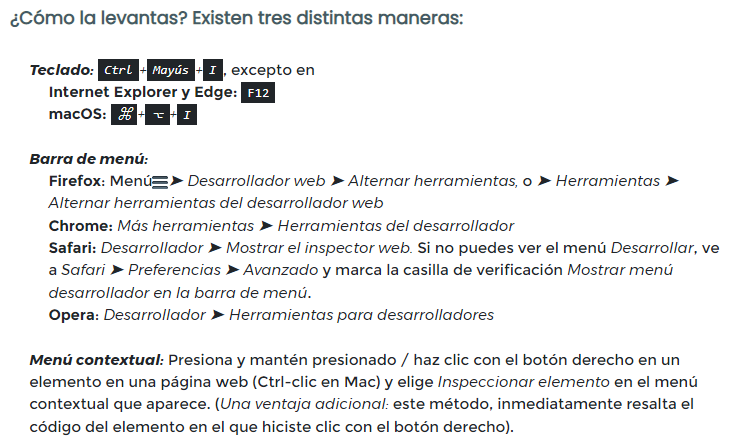 ¿Cómo la levantas? Existen tres distintas maneras:
Teclado: Ctrl + Mayús + I , excepto en
Internet Explorer y Edge: F12
macOS: ⌘ + ⌥ + I
Barra de menú:
Firefox: Menú☰ ➤ Desarrollador web ➤ Alternar herramientas, o ➤ Herramientas ➤
Alternar herramientas del desarrollador web
Chrome: Más herramientas ➤ Herramientas del desarrollador
Safari: Desarrollador ➤ Mostrar el inspector web. Si no puedes ver el menú Desarrollar, ve
a Safari ➤ Preferencias ➤ Avanzado y marca la casilla de verificación Mostrar menú
desarrollador en la barra de menú.
Opera: Desarrollador ➤ Herramientas para desarrolladores
Menú contextual: Presiona y mantén presionado / haz clic con el botón derecho en un
elemento en una página web (Ctrl-clic en Mac) y elige Inspeccionar elemento en el menú
contextual que aparece. (Una ventaja adicional: este método, inmediatamente resalta el
código del elemento en el que hiciste clic con el botón derecho).